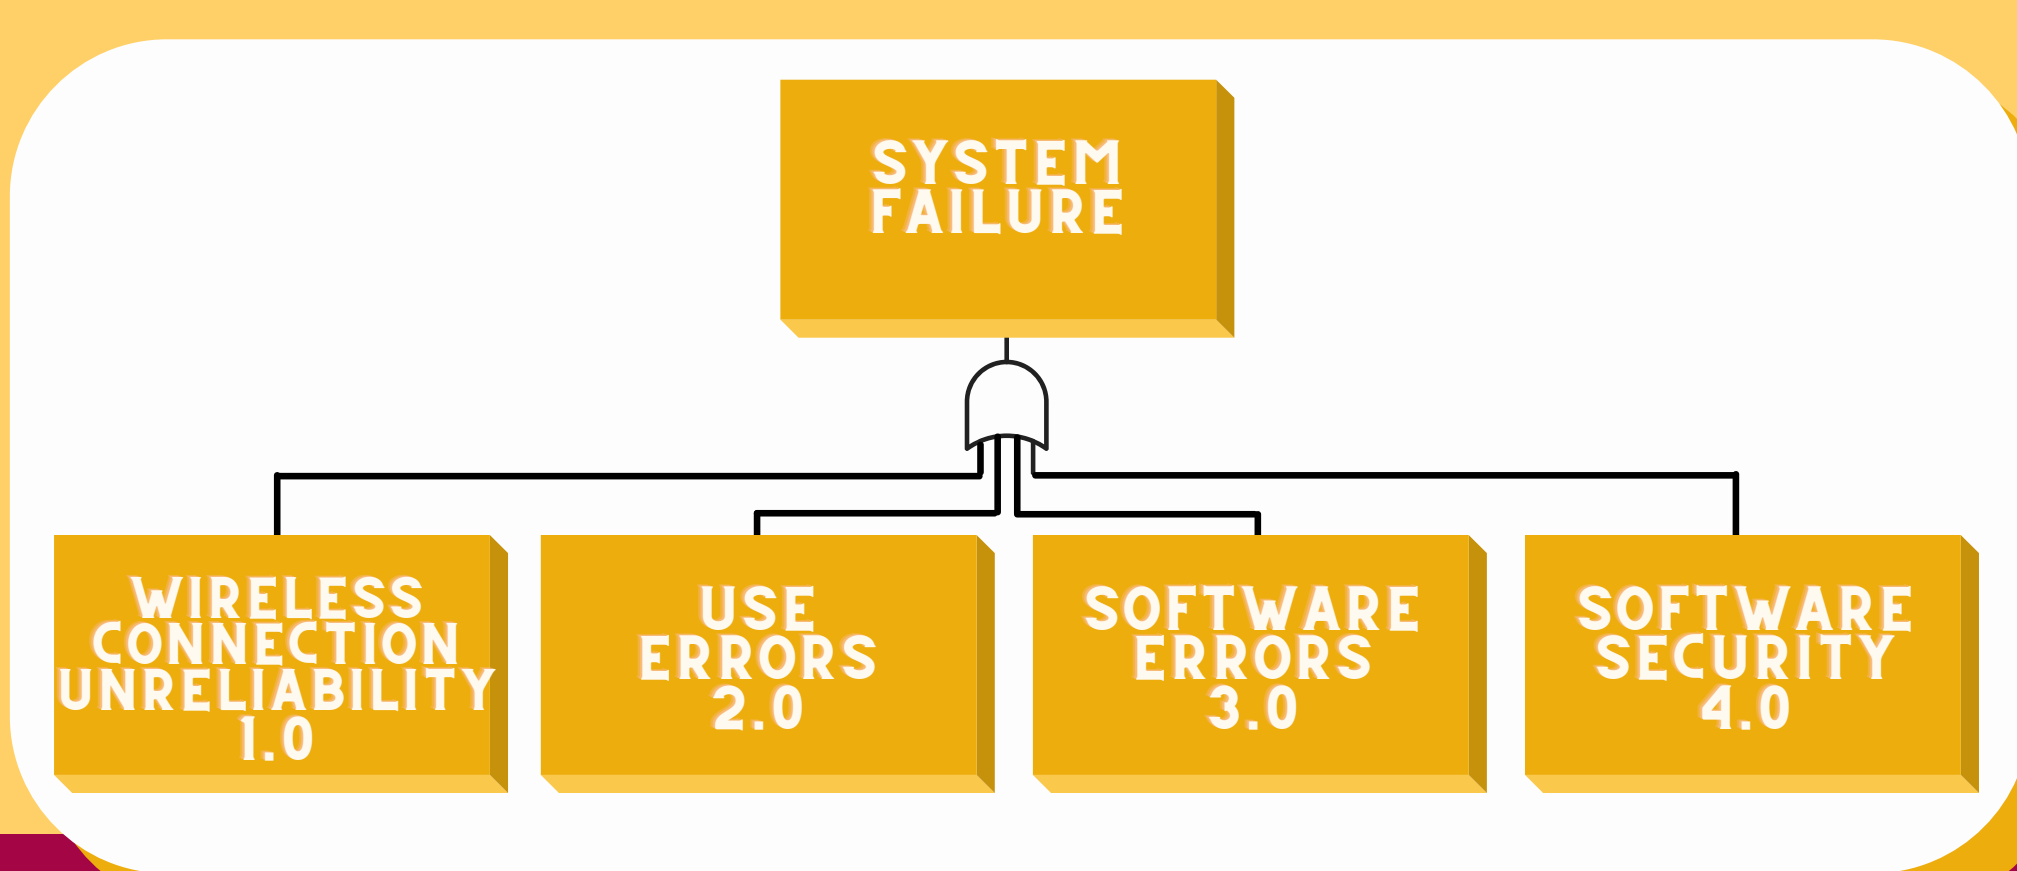 SYSTEM
FAILURE
WIRELESS
CONNECTION
UNRELIABILITY
1.0
USE
ERRORS
2.0
SOFTWARE
ERRORS
3.0
SOFTWARE
SECURITY
4.0